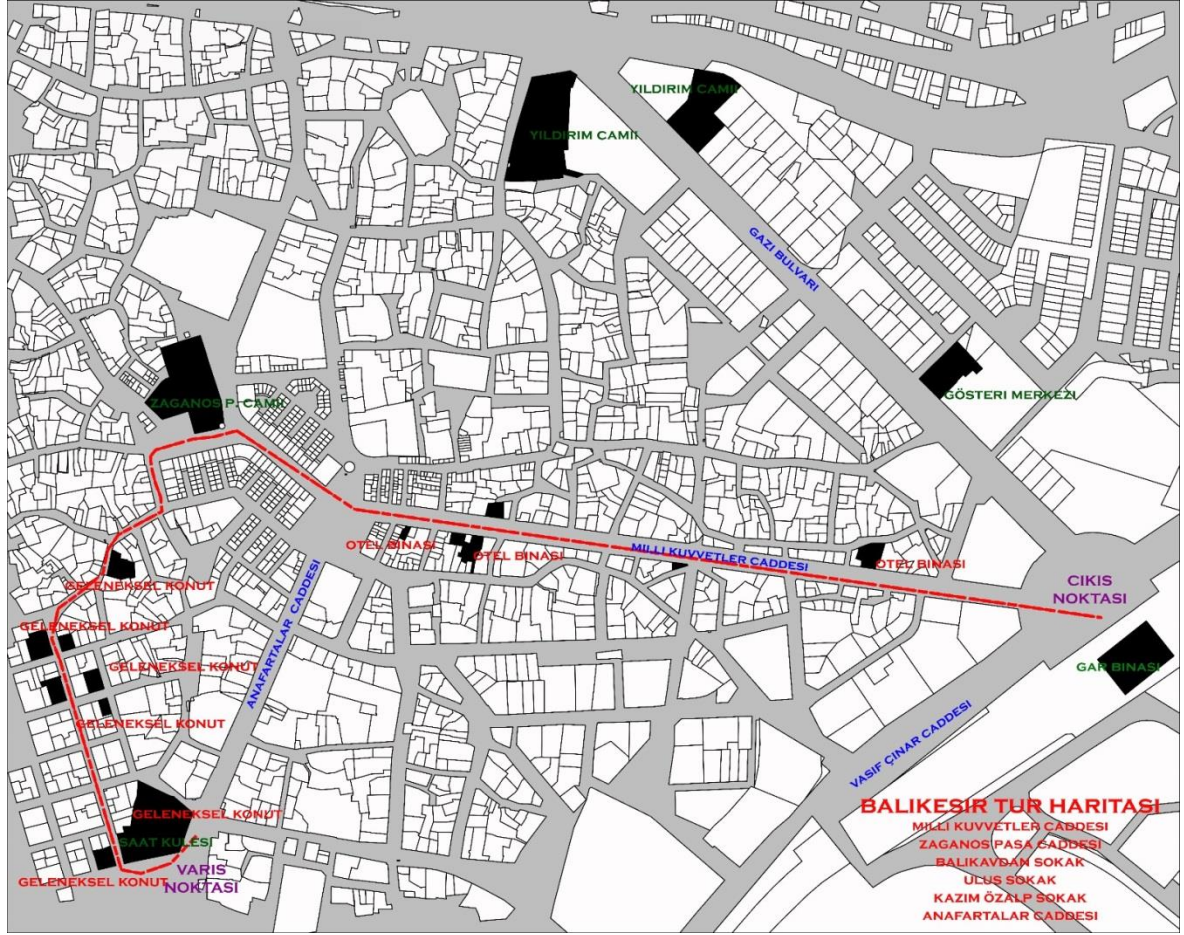 YILDIRIM CAMII
YILDIRIM CAMII
GAZI BULVARI
GÖSTERI MERKEZI
ZAGANOS P. CAMII
OTEL BINASI
OTEL BINASI
MILLI KUVVETLER CADDESI
OTEL BINASI
CIKIS
NOKTASI
GELENEKSEL KONUT
ANAFARTALAR CADDESI
GELENEKSEL KONUT
GELENEKSEL KONUT
GAR BINASI
GELENEKSEL KONUT
VASIF ÇINAR CADDESI
GELENEKSEL KONUT
SAAT KULESI
GELENEKSEL KONUT
VARIS
NOKTASI
BALIKESIR TUR HARITASI
MILLI KUVVETLER CADDESI
ZAGANOS PASA CADDESI
BALIKAVDAN SOKAK
ULUS SOKAK
KAZIM ÖZALP SOKAK
ANAFARTALAR CADDESI